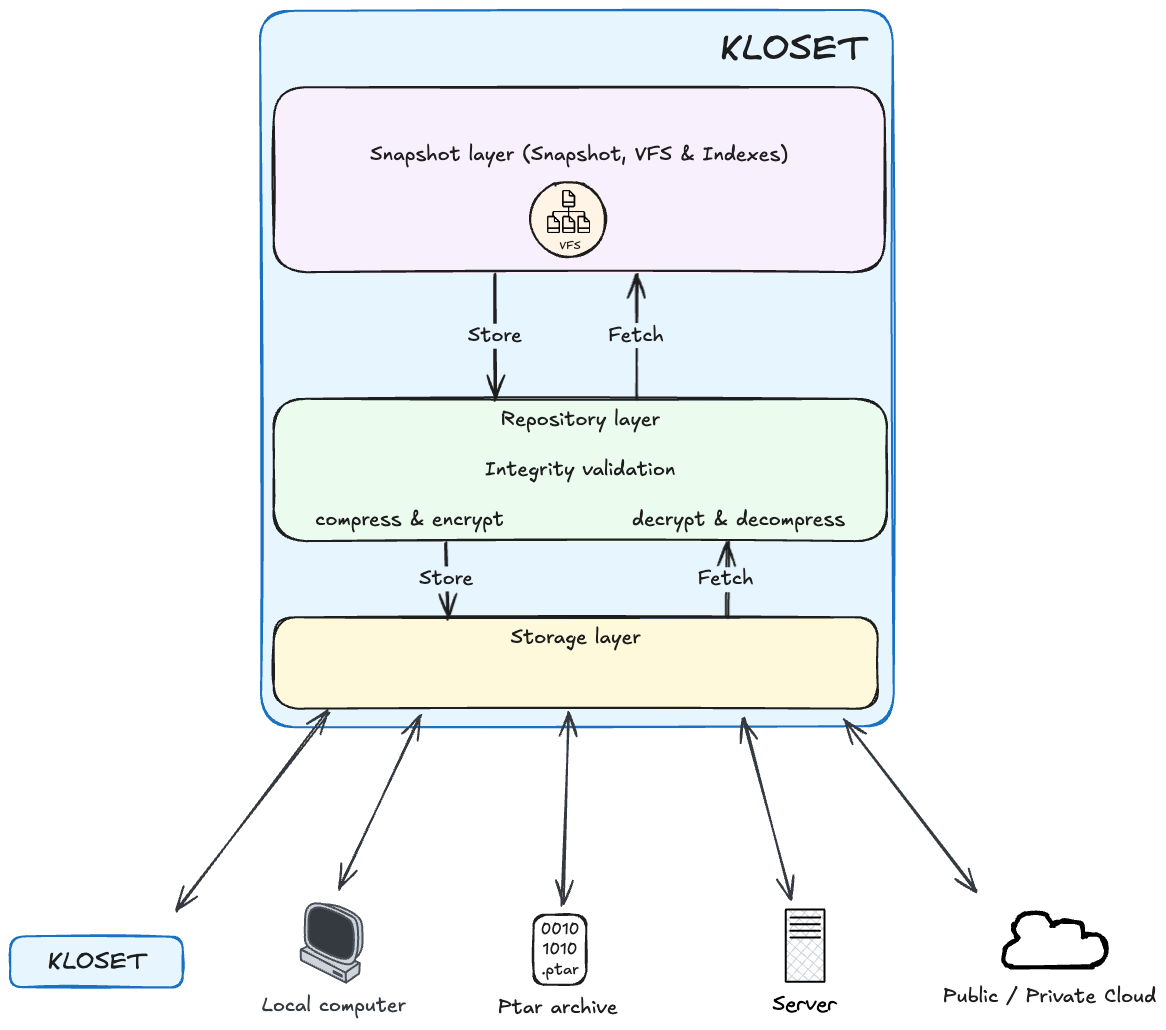 KLOSET
Snapshot layer (Snapshot, VFS & Indexes)
VFS
Store
Fetch
Repository layer
Integrity validation
compress & encrypt
decrypt & decompress
Store
Fetch
Storage layer
KLOSET
Local computer
0010
1010
.ptar
Ptar archive
Server
Public / Private Cloud